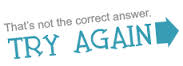 That's not the correct answer.
TRY AGAIN